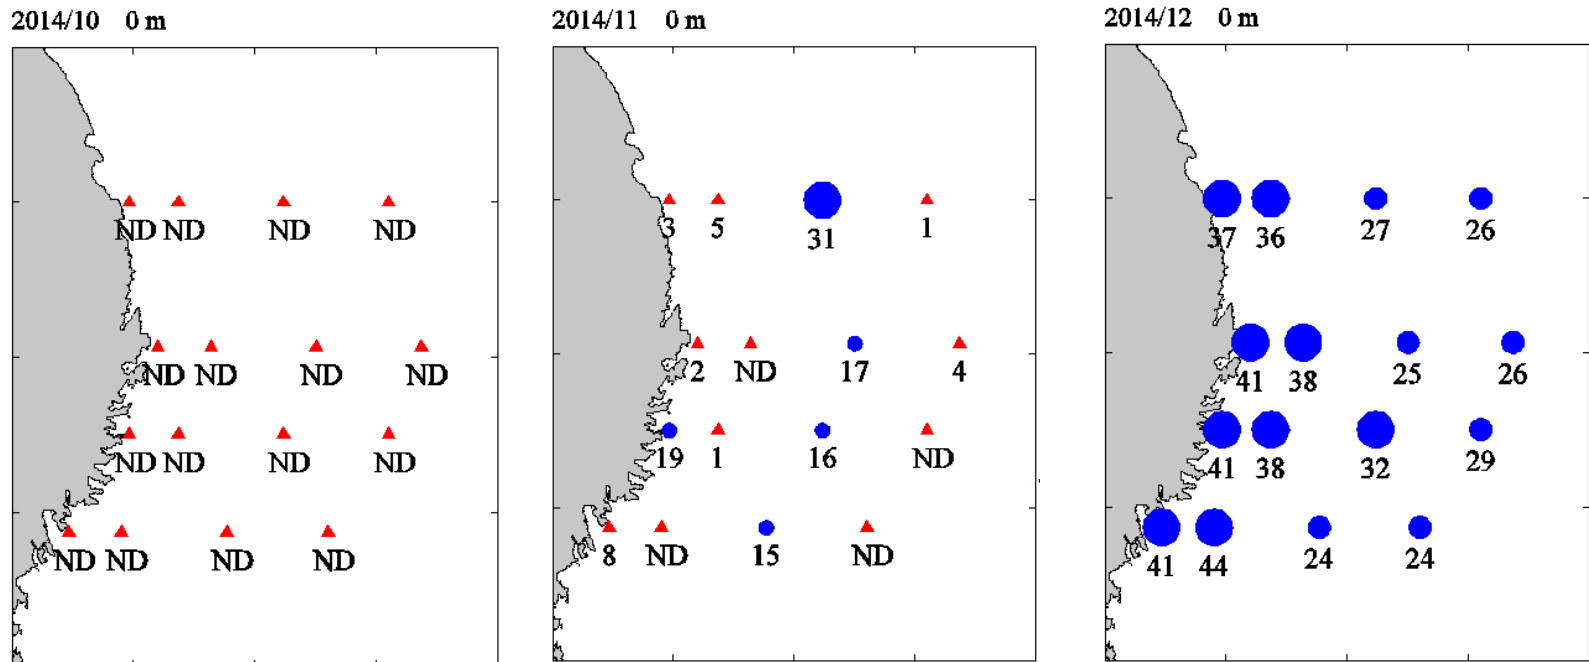 2014/10 0 m
ND ND ND ND
ND ND ND ND
ND ND ND ND
ND ND ND ND
2014/11 0 m
3 5 31 1
2 ND 17 4
19 1 16 ND
8 ND 15 ND
2014/12 0 m
37 36 27 26
41 38 25 26
41 38 32 29
41 44 24 24